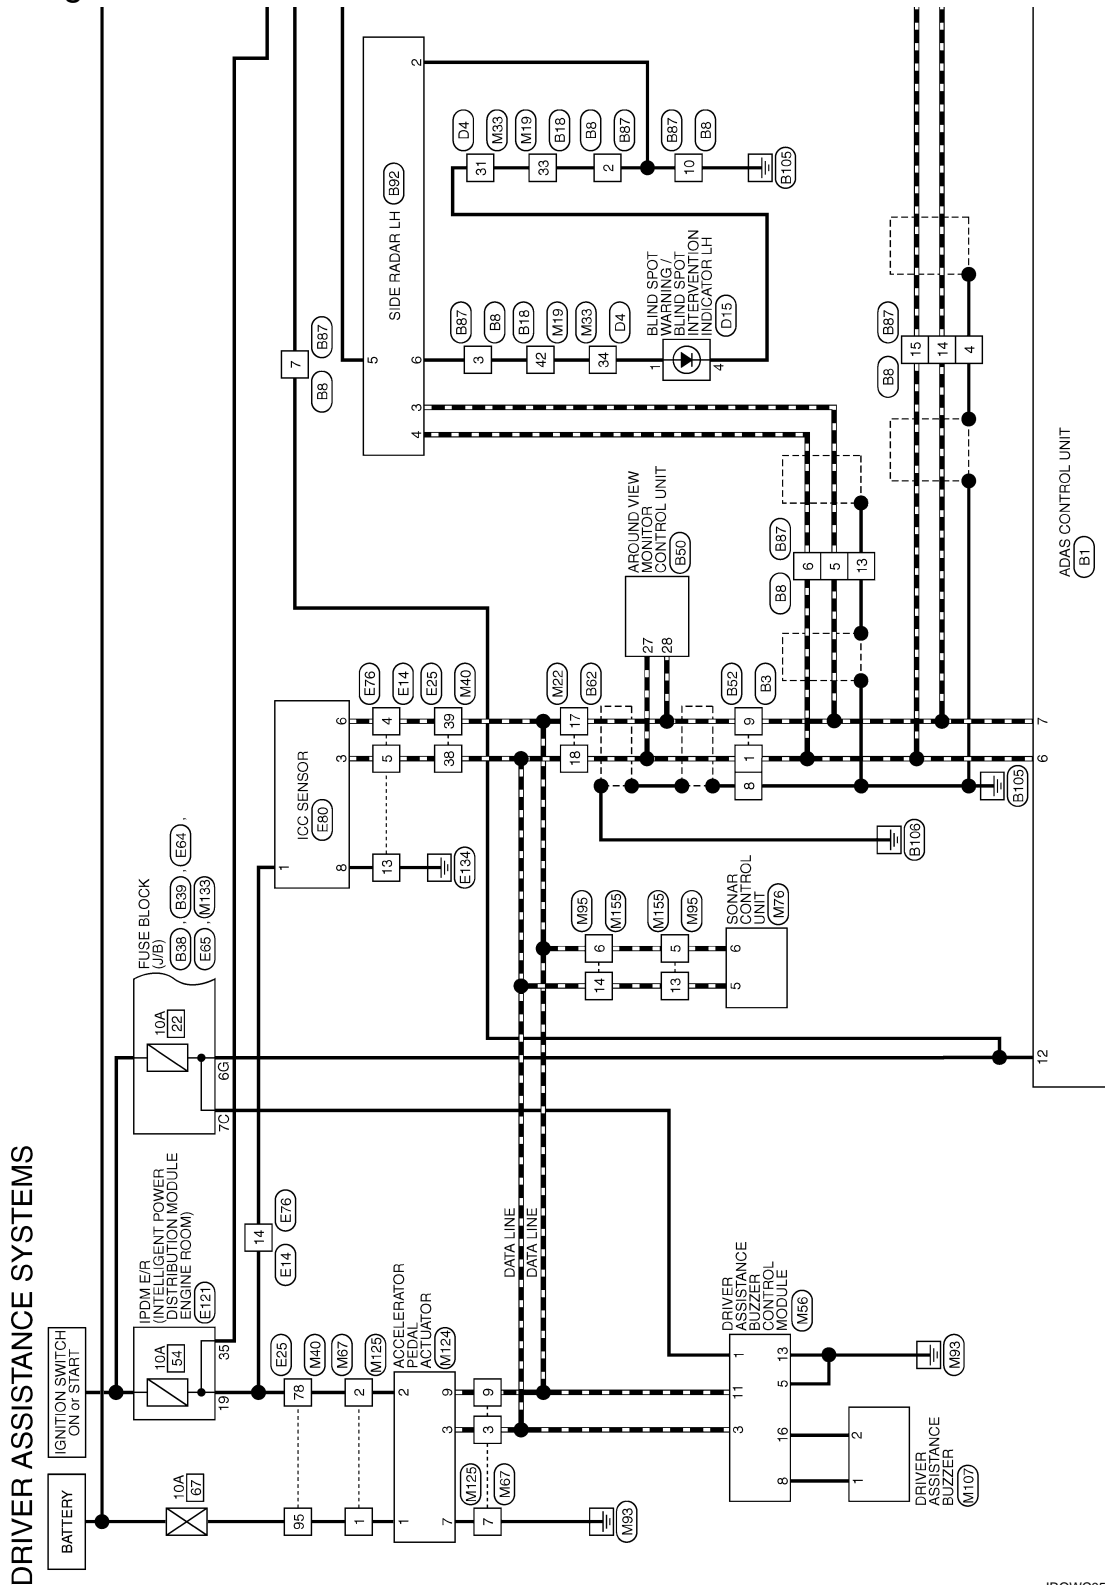 DRIVER ASSISTANCE SYSTEMS
BATTERY
IGNITION SWITCH
ON or START
10A
67
IPDM E/R
(INTELLIGENT POWER
DISTRIBUTION MODULE
ENGINE ROOM)
E121
10A
54
19
35
FUSE BLOCK
(J/B)
B38 , B39 , E64 ,
E65 , M133
10A
22
7C
6G
E14
14
E76
95
78
E25
M40
1
2
M67
M125
ACCELERATOR
PEDAL
ACTUATOR
M124
1
2
7
3
9
7
3
9
M125
M67
M93
ICC SENSOR
E80
1
8
3
6
13
5
4
E76
E14
38
39
E25
M40
E134
DATA LINE
DATA LINE
B8
7
B87
SIDE RADAR LH
B92
5
2
4
3
6
3
B87
B8
42
B18
M19
34
M33
D4
1
4
BLIND SPOT
WARNING /
BLIND SPOT
INTERVENTION
INDICATOR LH
D15
31
D4
M33
33
M19
B18
2
B8
B87
10
B87
B8
B105
18
17
M22
B62
AROUND VIEW
MONITOR
CONTROL UNIT
B50
27
28
8
1
9
B52
B3
B8
B87
6
5
13
B8
B87
15
14
4
B106
B105
14
6
M95
M155
13
5
M155
M95
SONAR
CONTROL
UNIT
M76
5
6
DRIVER
ASSISTANCE
BUZZER
CONTROL
MODULE
M56
3
11
1
8
16
5
13
M93
1
2
DRIVER
ASSISTANCE
BUZZER
M107
12
6
7
ADAS CONTROL UNIT
B1